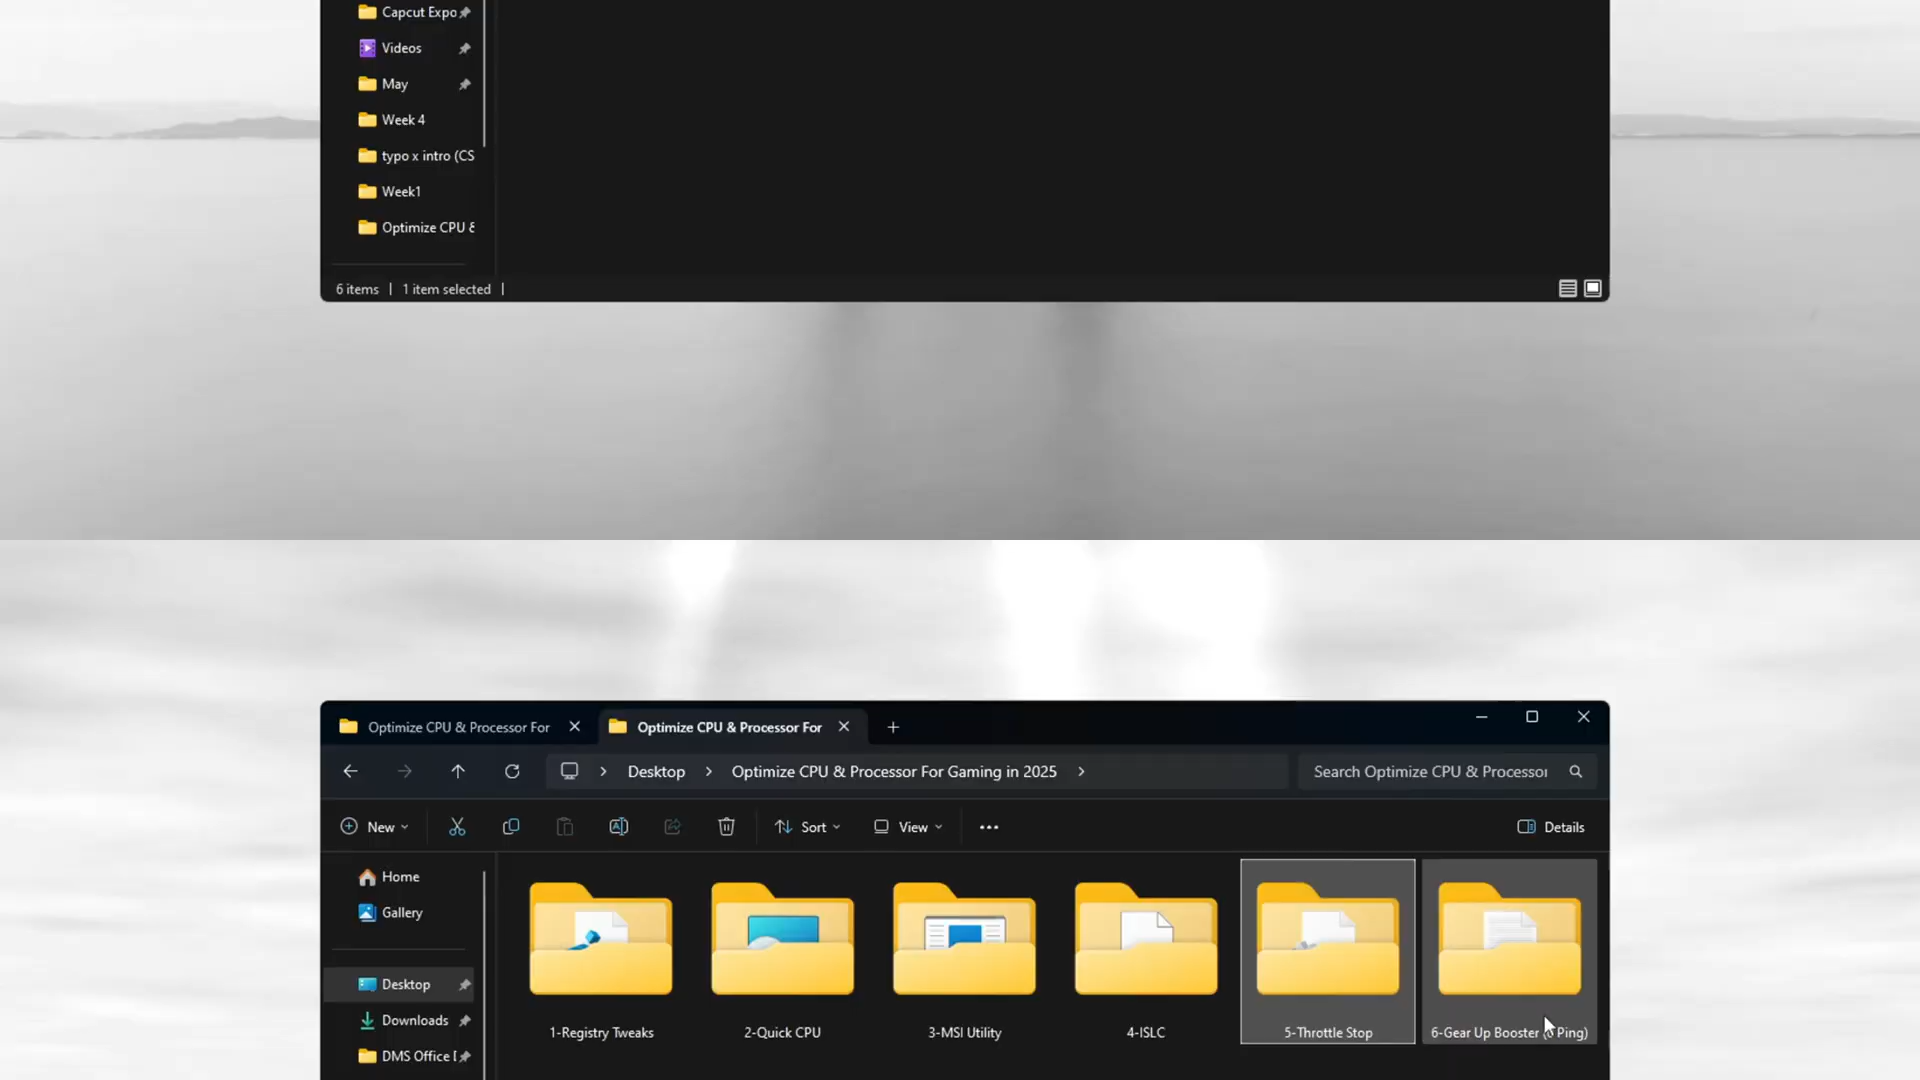 Capcut Expo
Videos
May
Week 4
typo x intro (CS
Week1
Optimize CPU &
6 items | 1 item selected |
Optimize CPU & Processor For
Optimize CPU & Processor For
Desktop > Optimize CPU & Processor For Gaming in 2025 >
Search Optimize CPU & Processor
New
Sort
View
Details
Home
Gallery
Desktop
Downloads
DMS Office
1-Registry Tweaks
2-Quick CPU
3-MSI Utility
4-ISLC
5-Throttle Stop
6-Gear Up Booster (0 Ping)